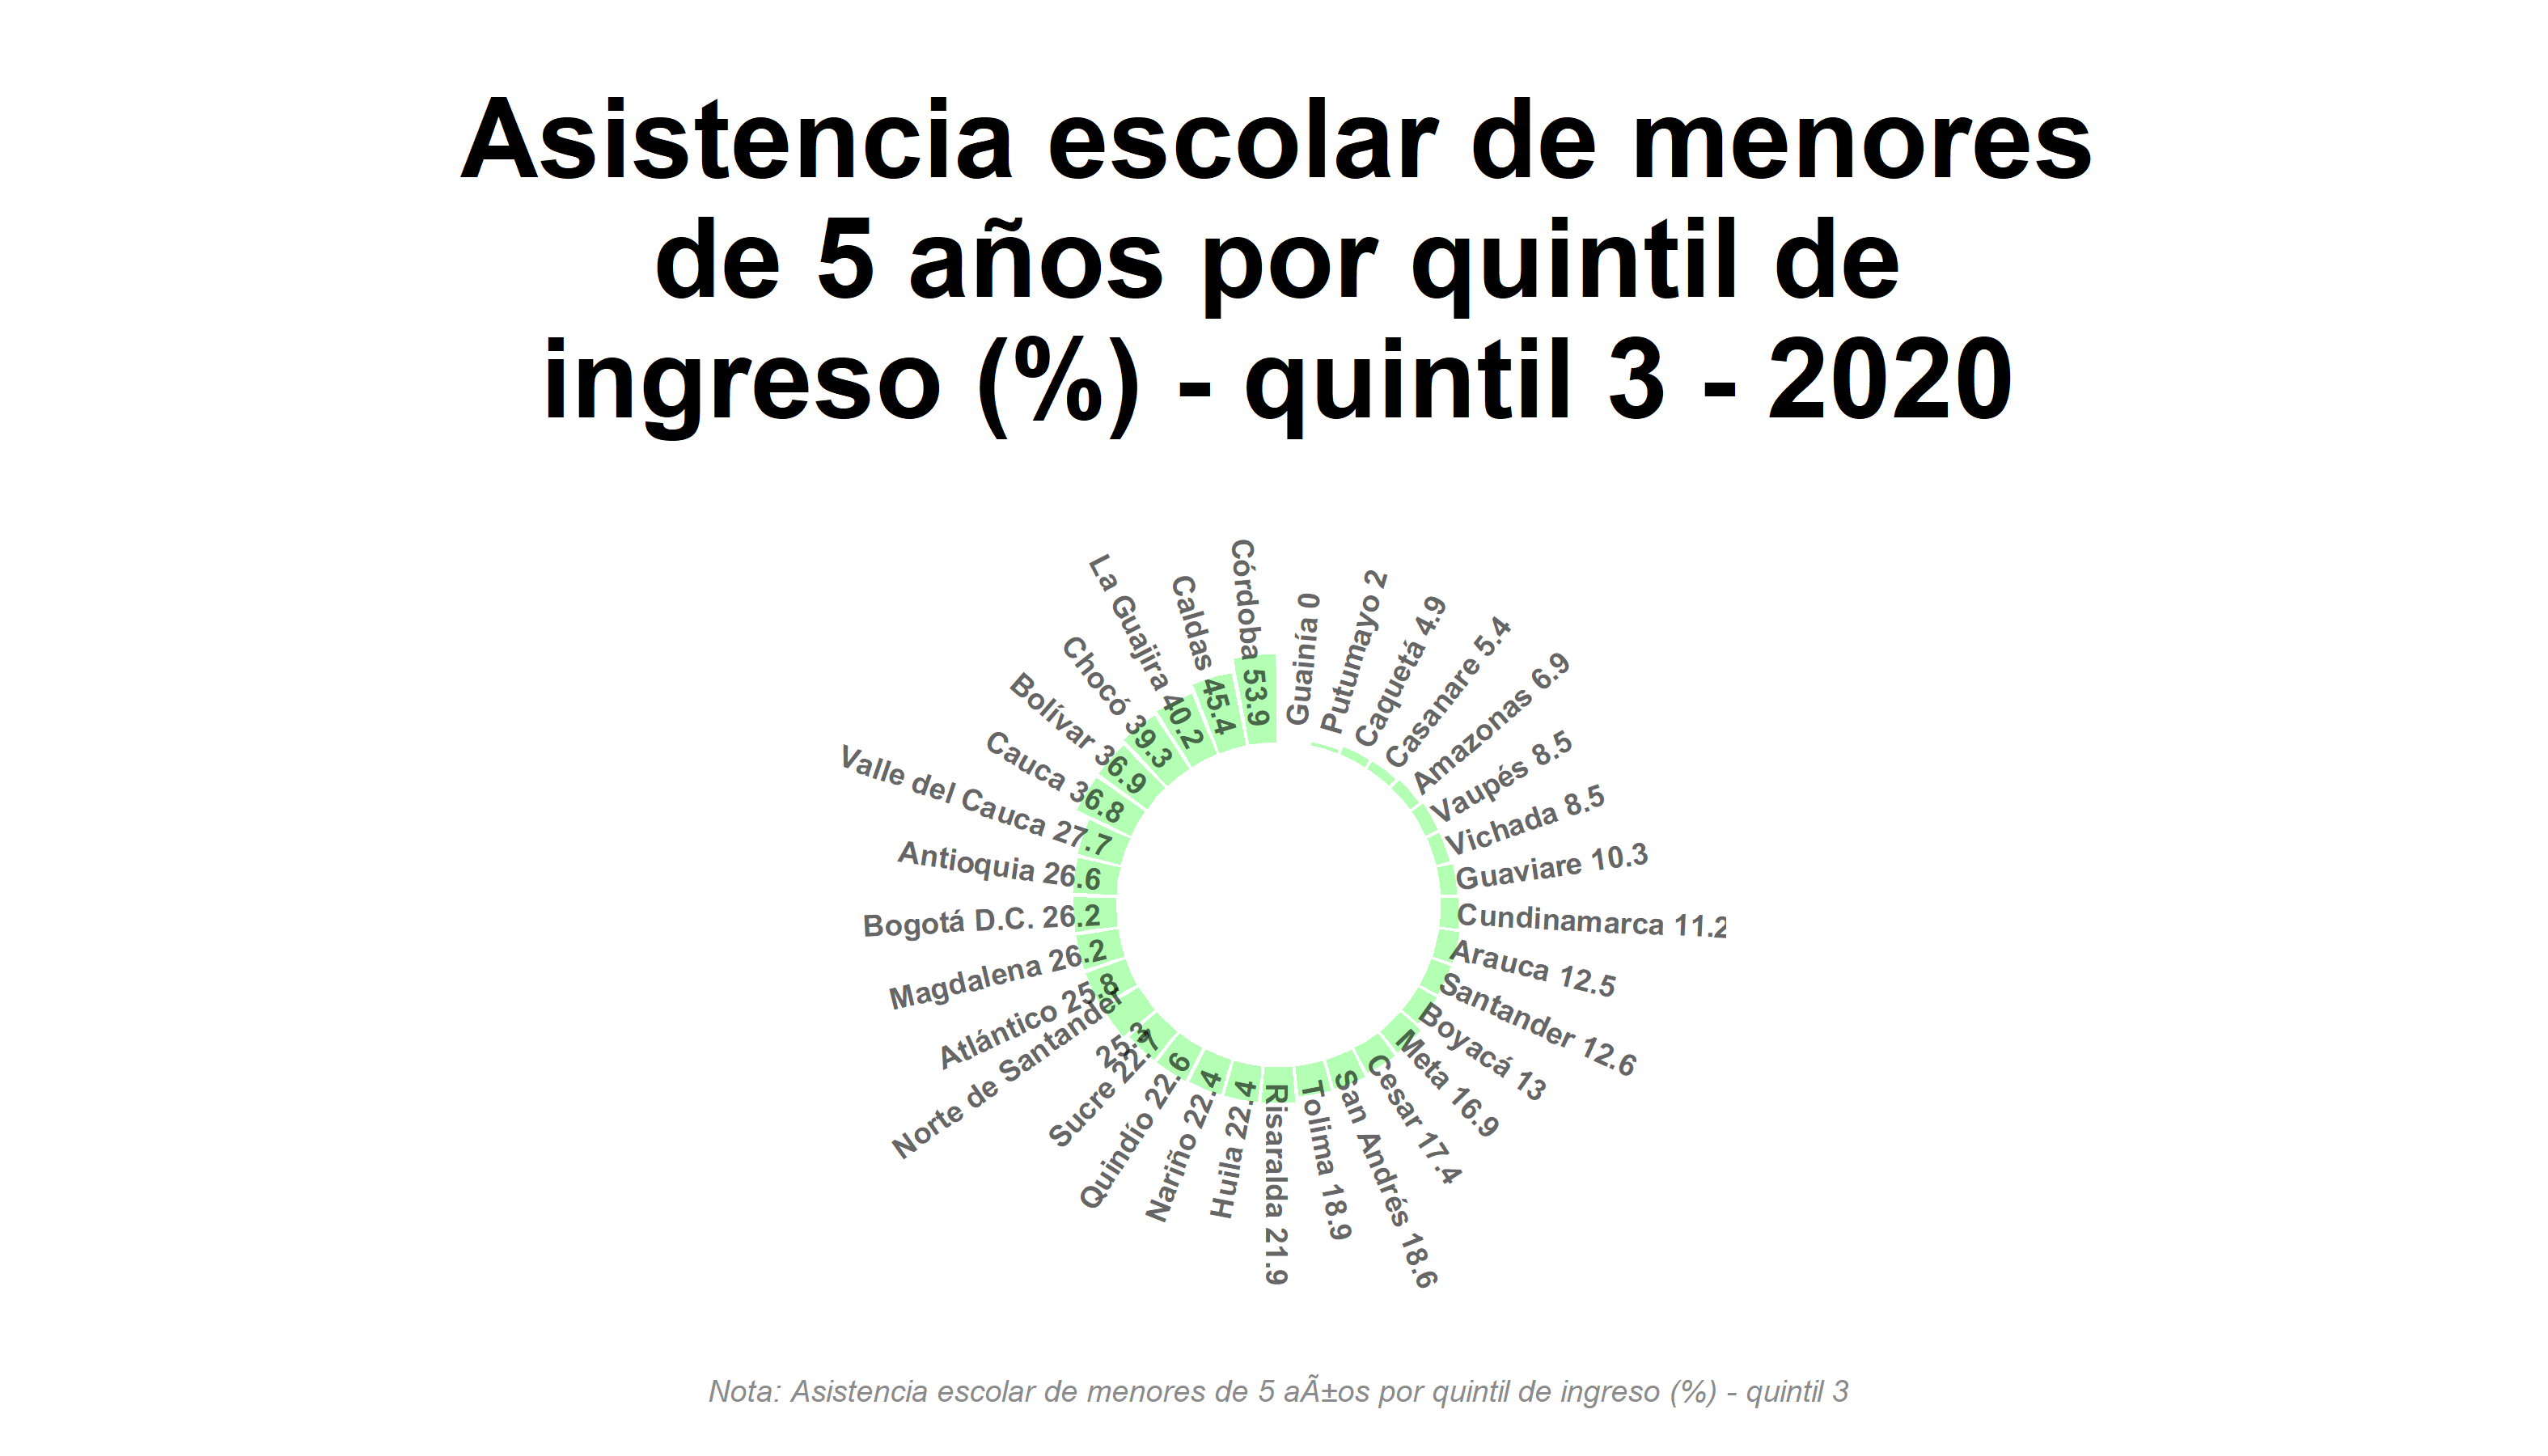 Asistencia escolar de menores
de 5 años por quintil de
ingreso (%) - quintil 3 - 2020
Guainía 0
Putumayo 2
Caquetá 4.9
Casanare 5.4
Amazonas 6.9
Vaupés 8.5
Vichada 8.5
Guaviare 10.3
Cundinamarca 11.2
Arauca 12.5
Santander 12.6
Boyacá 13
Meta 16.9
Cesar 17.4
San Andrés 18.6
Tolima 18.9
Risaralda 21.9
Huila 22.4
Nariño 22.4
Quindío 22.6
Sucre 22.7
Norte de Santander
25.3
Atlántico 25.8
Magdalena 26.2
Bogotá D.C. 26.2
Antioquia 26.6
Valle del Cauca 27.7
Cauca 36.8
Bolívar 36.9
Chocó 39.3
La Guajira 40.2
Caldas 45.4
Córdoba 53.9
Nota: Asistencia escolar de menores de 5 aÃ±os por quintil de ingreso (%) - quintil 3